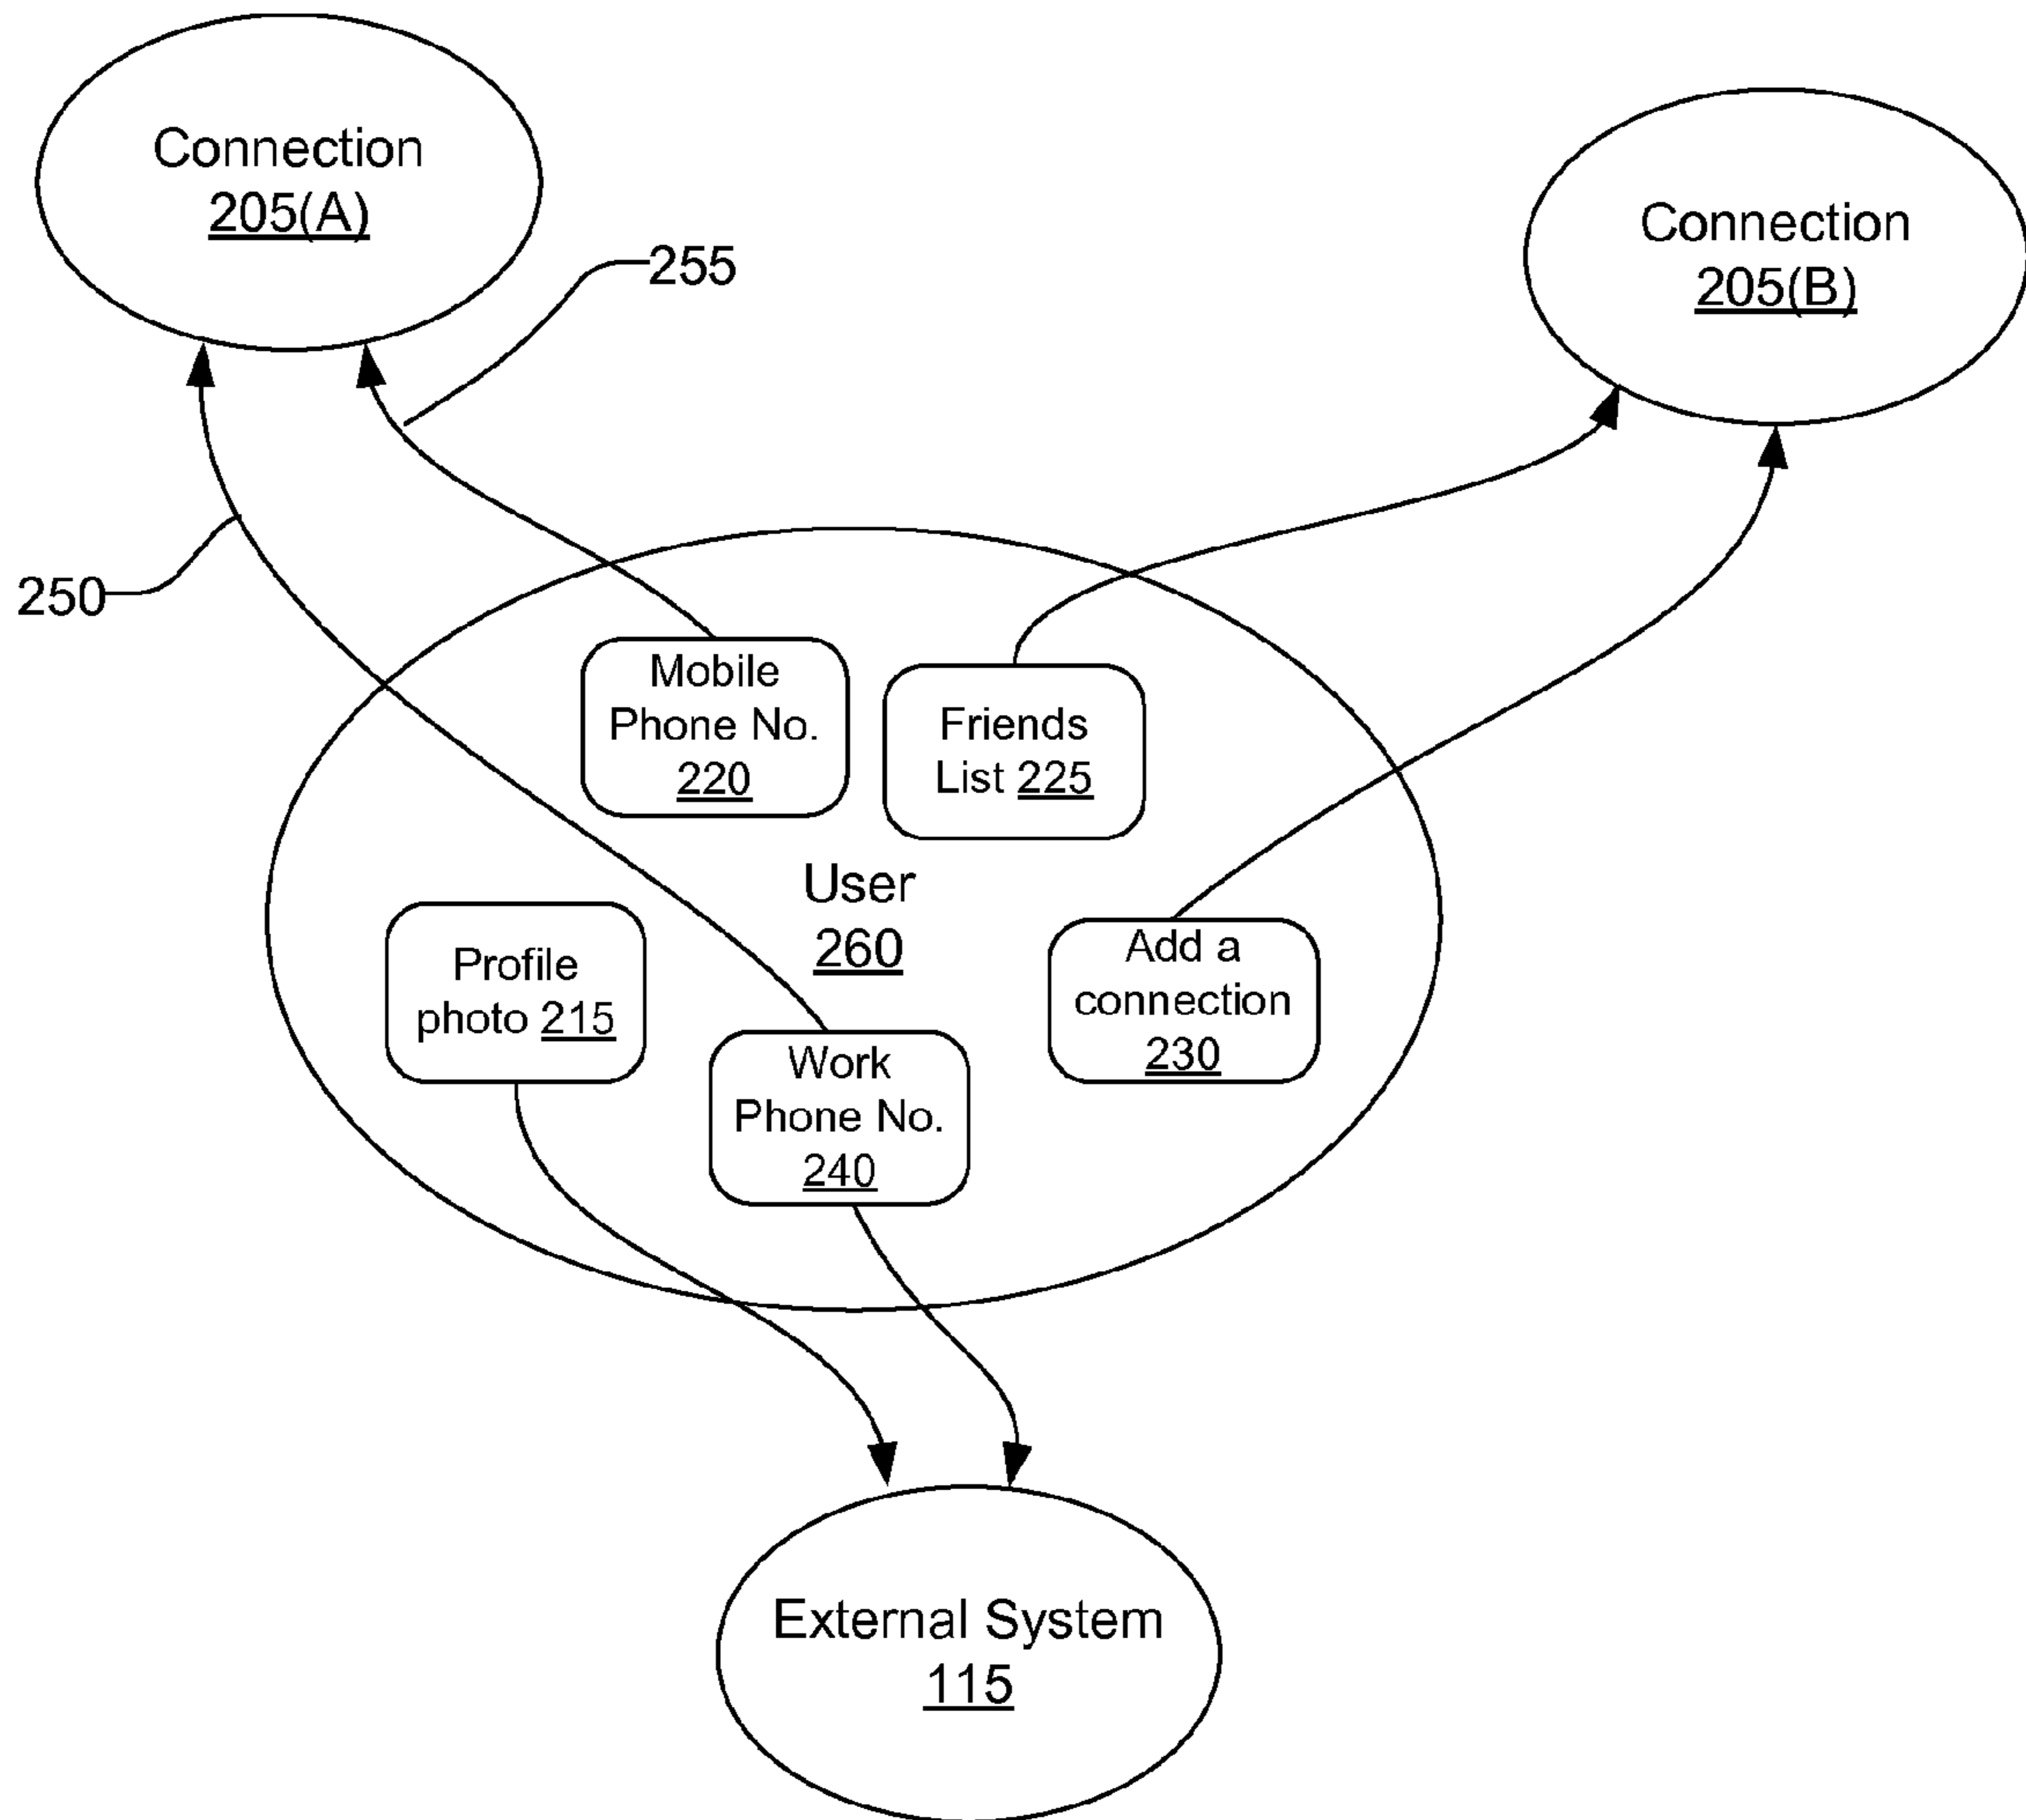 Connection
205(A)
Connection
205(B)
255
250
Mobile
Phone No.
220
Friends
List 225
User
260
Profile
photo 215
Add a
connection
230
Work
Phone No.
240
External System
115